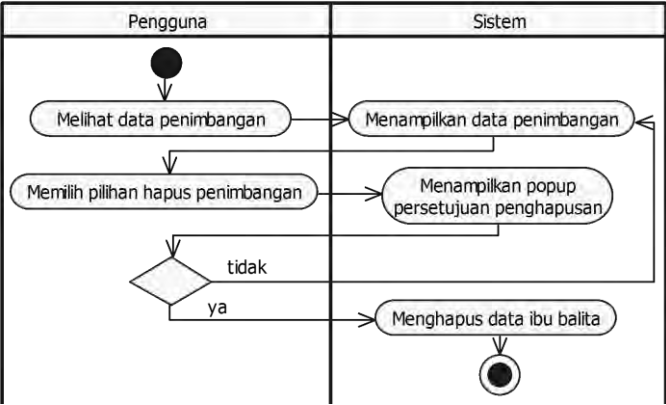 Pengguna
Sistem
Melihat data penimbangan
Menampilkan data penimbangan
Memilih pilihan hapus penimbangan
Menampilkan popup
persetujuan penghapusan
tidak
ya
Menghapus data ibu balita